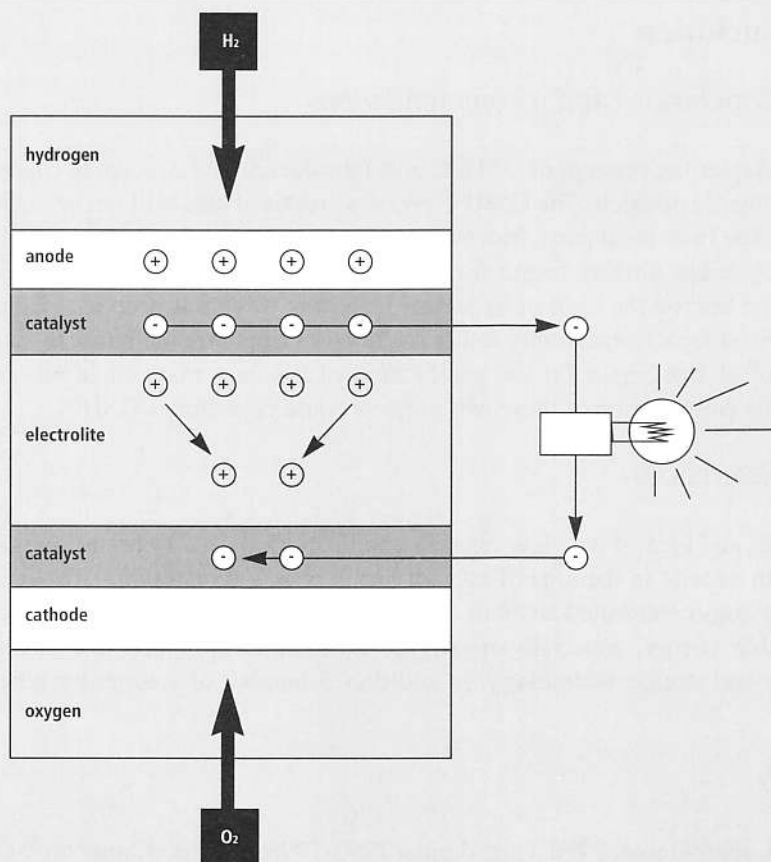 H₂
hydrogen
anode
+ + + +
catalyst
- - - - -
+ + + +
electrolite
+ +
catalyst
- - -
cathode
oxygen
O₂